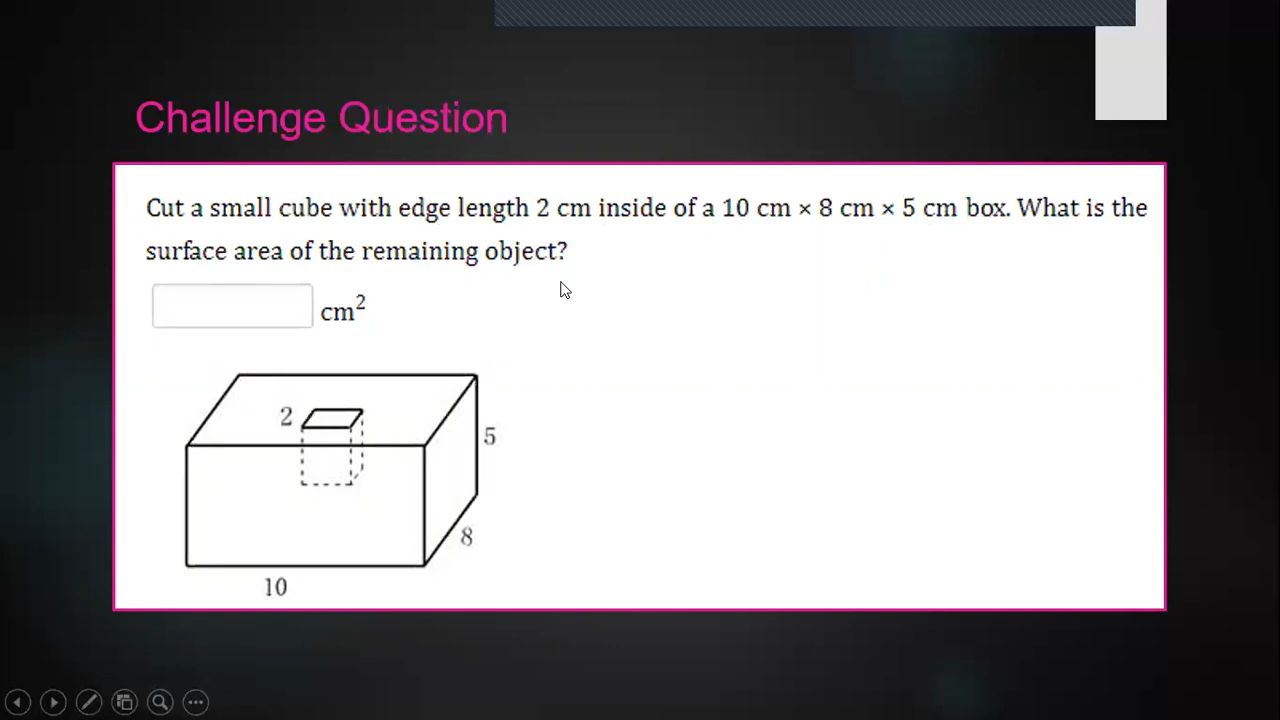 Challenge Question
Cut a small cube with edge length 2 cm inside of a 10 cm × 8 cm × 5 cm box. What is the
surface area of the remaining object?
cm²
2
5
8
10